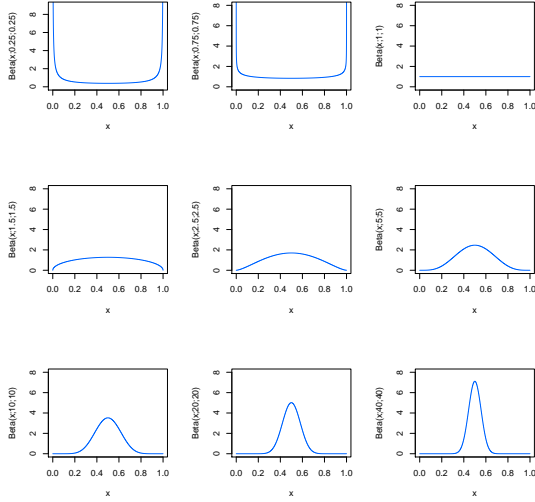 Beta(x;0.25;0.25)
0 2 4 6 8
0.0 0.2 0.4 0.6 0.8 1.0
x
Beta(x;0.75;0.75)
0 2 4 6 8
0.0 0.2 0.4 0.6 0.8 1.0
x
Beta(x;1;1)
0 2 4 6 8
0.0 0.2 0.4 0.6 0.8 1.0
x
Beta(x;1.5;1.5)
0 2 4 6 8
0.0 0.2 0.4 0.6 0.8 1.0
x
Beta(x;2.5;2.5)
0 2 4 6 8
0.0 0.2 0.4 0.6 0.8 1.0
x
Beta(x;5;5)
0 2 4 6 8
0.0 0.2 0.4 0.6 0.8 1.0
x
Beta(x;10;10)
0 2 4 6 8
0.0 0.2 0.4 0.6 0.8 1.0
x
Beta(x;20;20)
0 2 4 6 8
0.0 0.2 0.4 0.6 0.8 1.0
x
Beta(x;40;40)
0 2 4 6 8
0.0 0.2 0.4 0.6 0.8 1.0
x